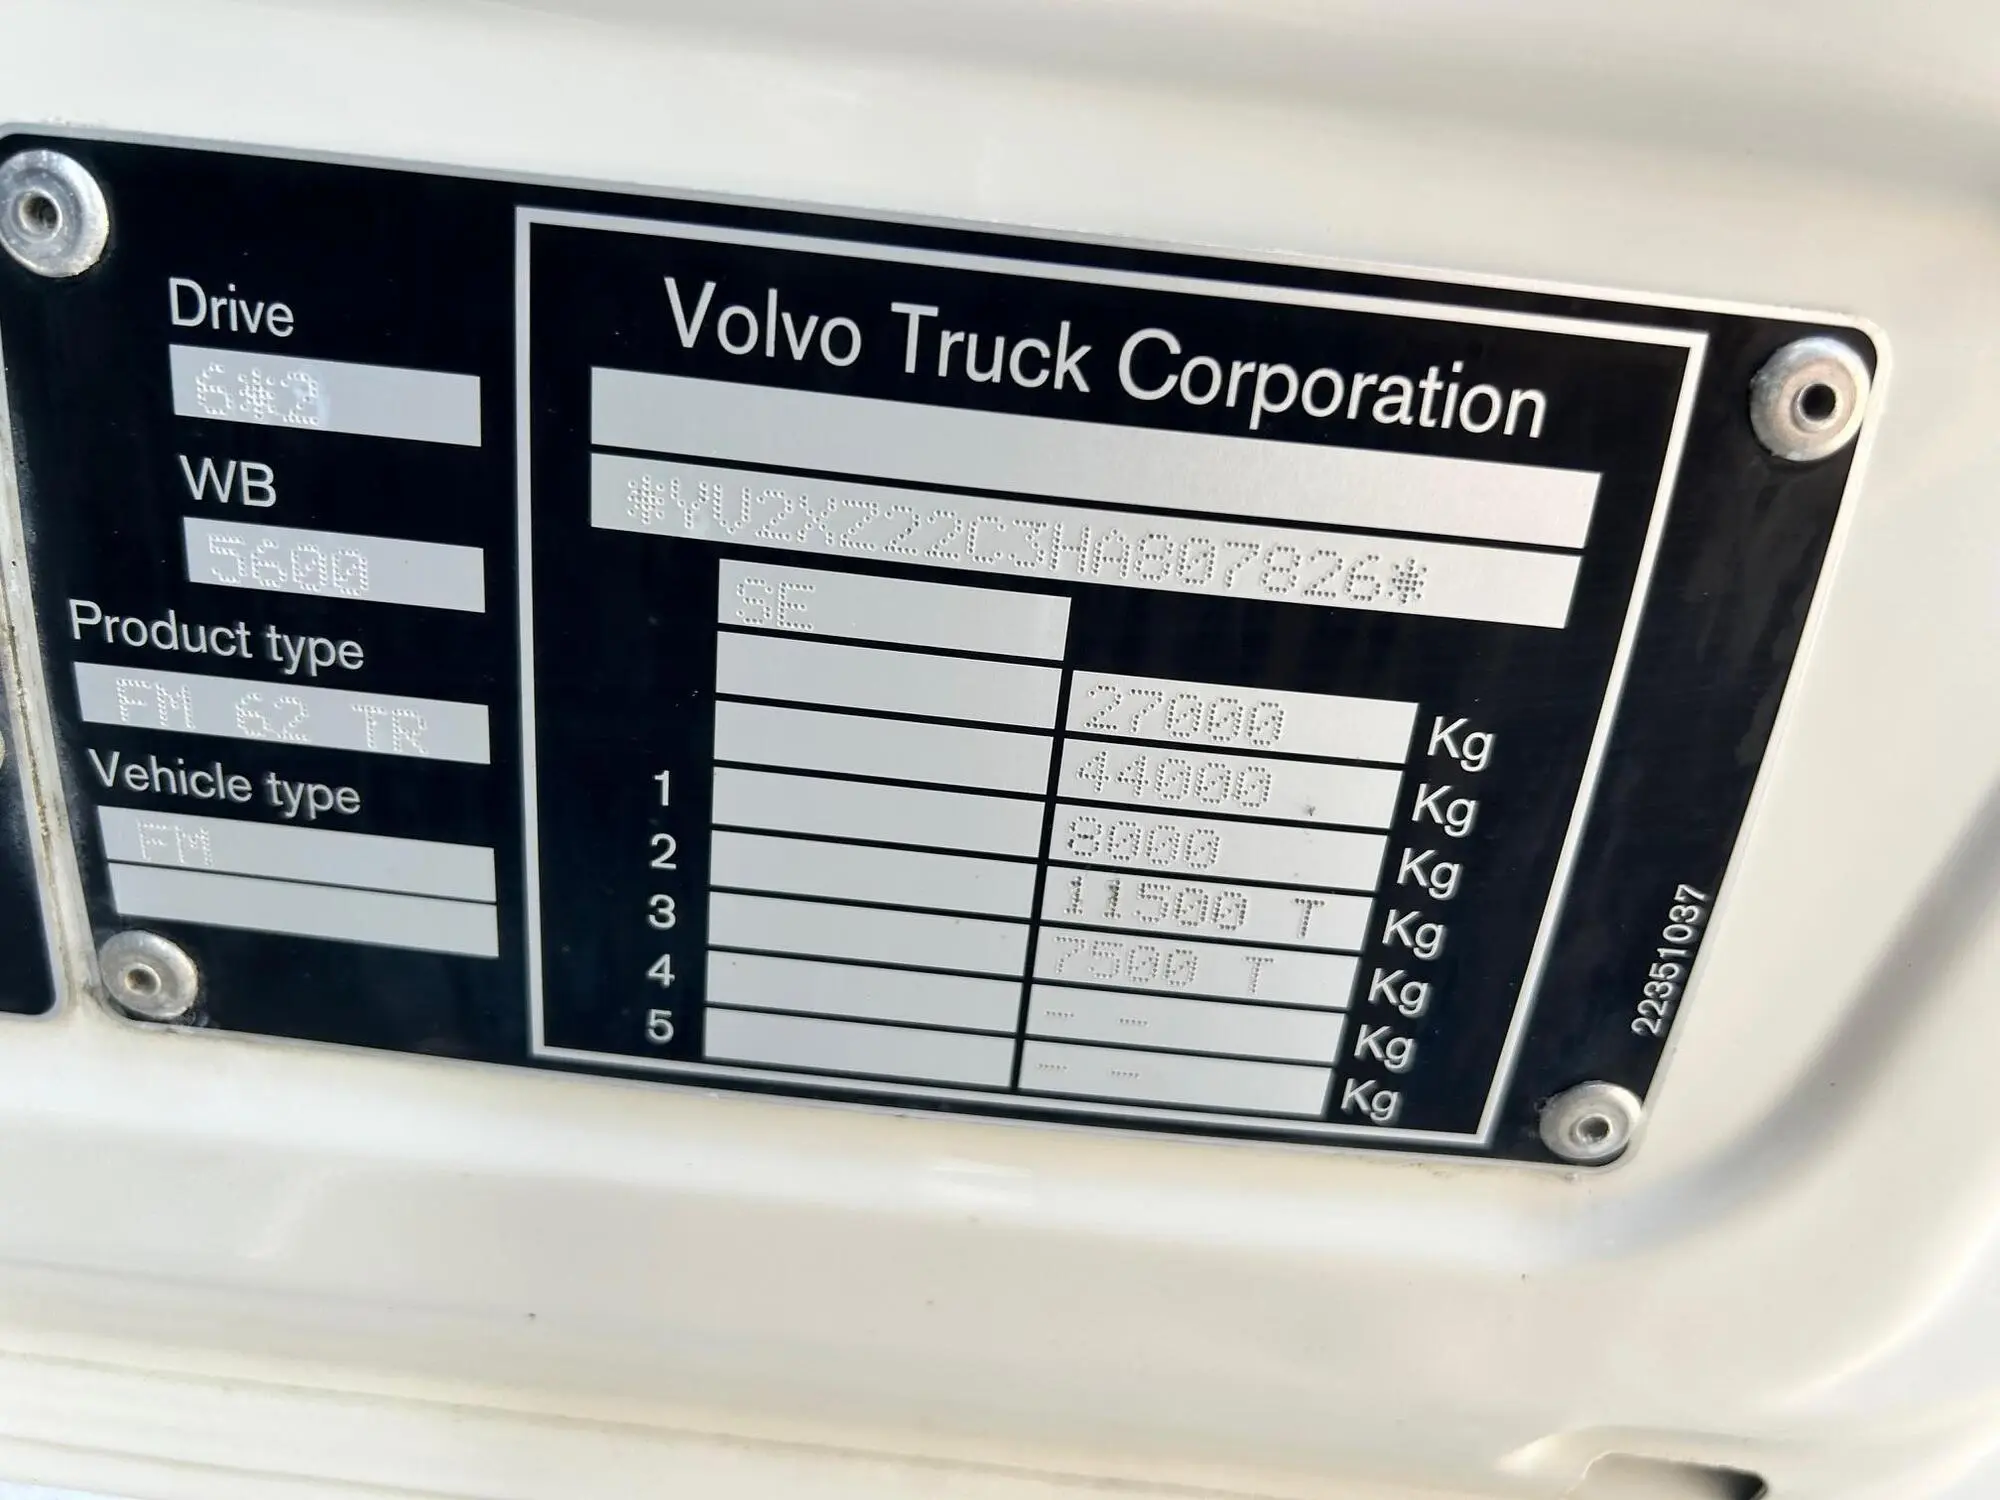 Drive
6*2
WB
5600
Product type
FM 62 TR
Vehicle type
FM
Volvo Truck Corporation
*YV2XZ22C3HA807826*
SE
27000 Kg
44000 Kg
1 8000 Kg
2 11500 T Kg
3 7500 T Kg
4 - - Kg
5 - - Kg
22351037